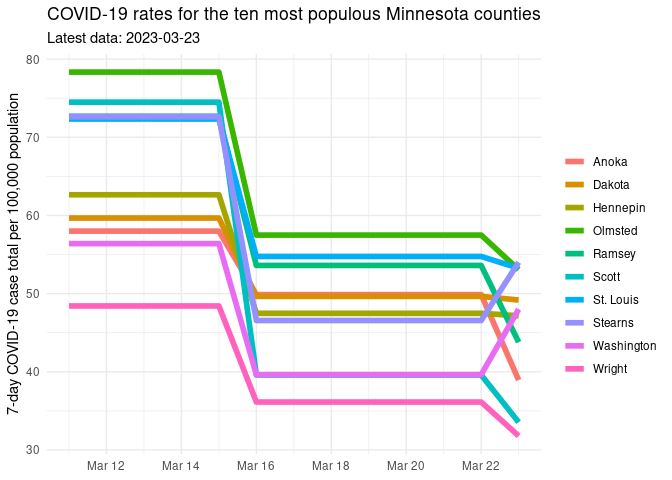 COVID-19 rates for the ten most populous Minnesota counties
Latest data: 2023-03-23
7-day COVID-19 case total per 100,000 population
80
70
60
50
40
30
Mar 12
Mar 14
Mar 16
Mar 18
Mar 20
Mar 22
Anoka
Dakota
Hennepin
Olmsted
Ramsey
Scott
St. Louis
Stearns
Washington
Wright